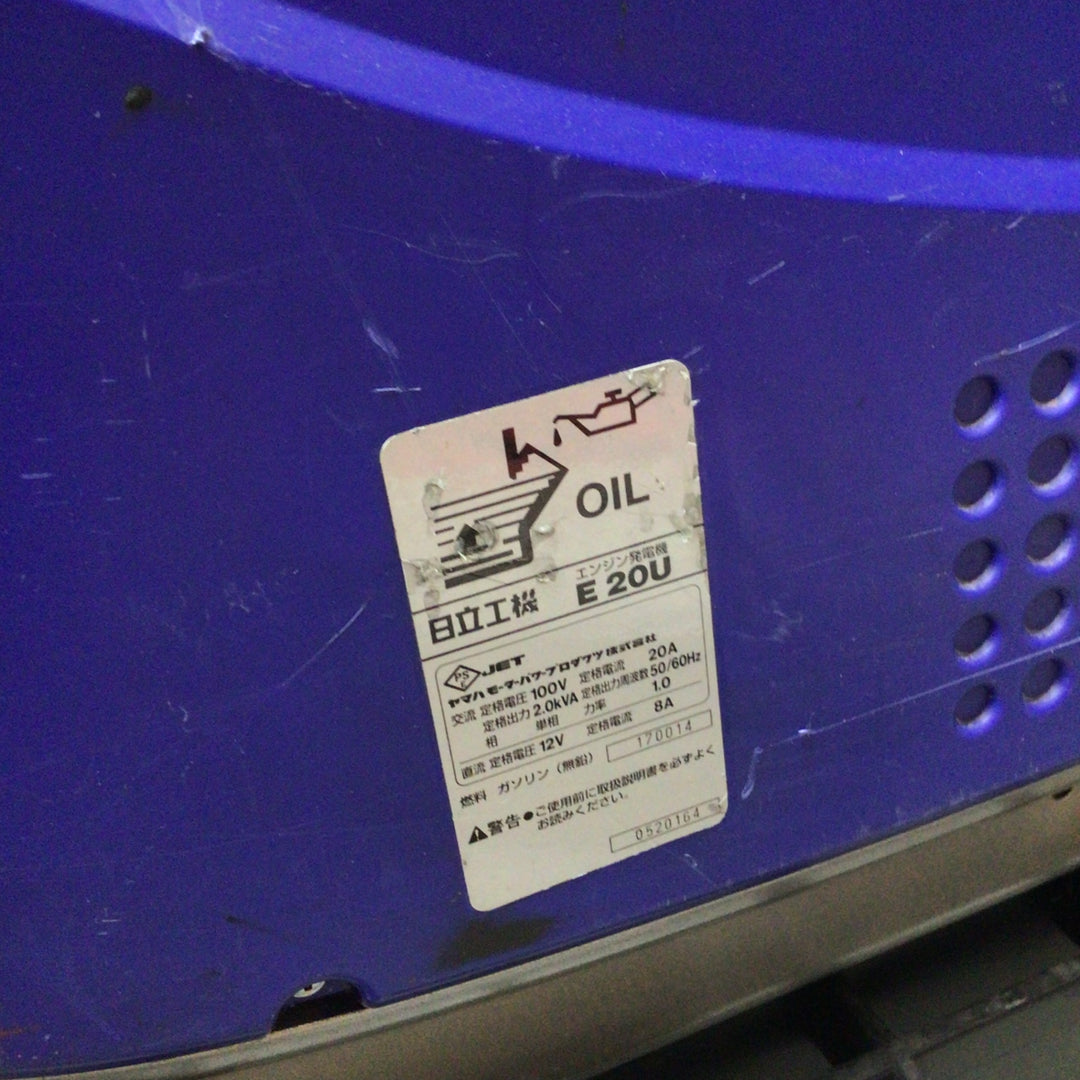 OIL
エンジン発電機
日立工機 E 20U
PS C JET
ヤマハモーターパワープロダクツ株式会社
交流 定格電圧 100V 定格電流 20A
定格出力 2.0kVA 定格出力周波数 50/60Hz
相 単相 力率 1.0
直流 定格電圧 12V 定格電流 8A
燃料 ガソリン（無鉛） 170014
警告 ●ご使用前に取扱説明書を必ずよく
お読みください。
0520164